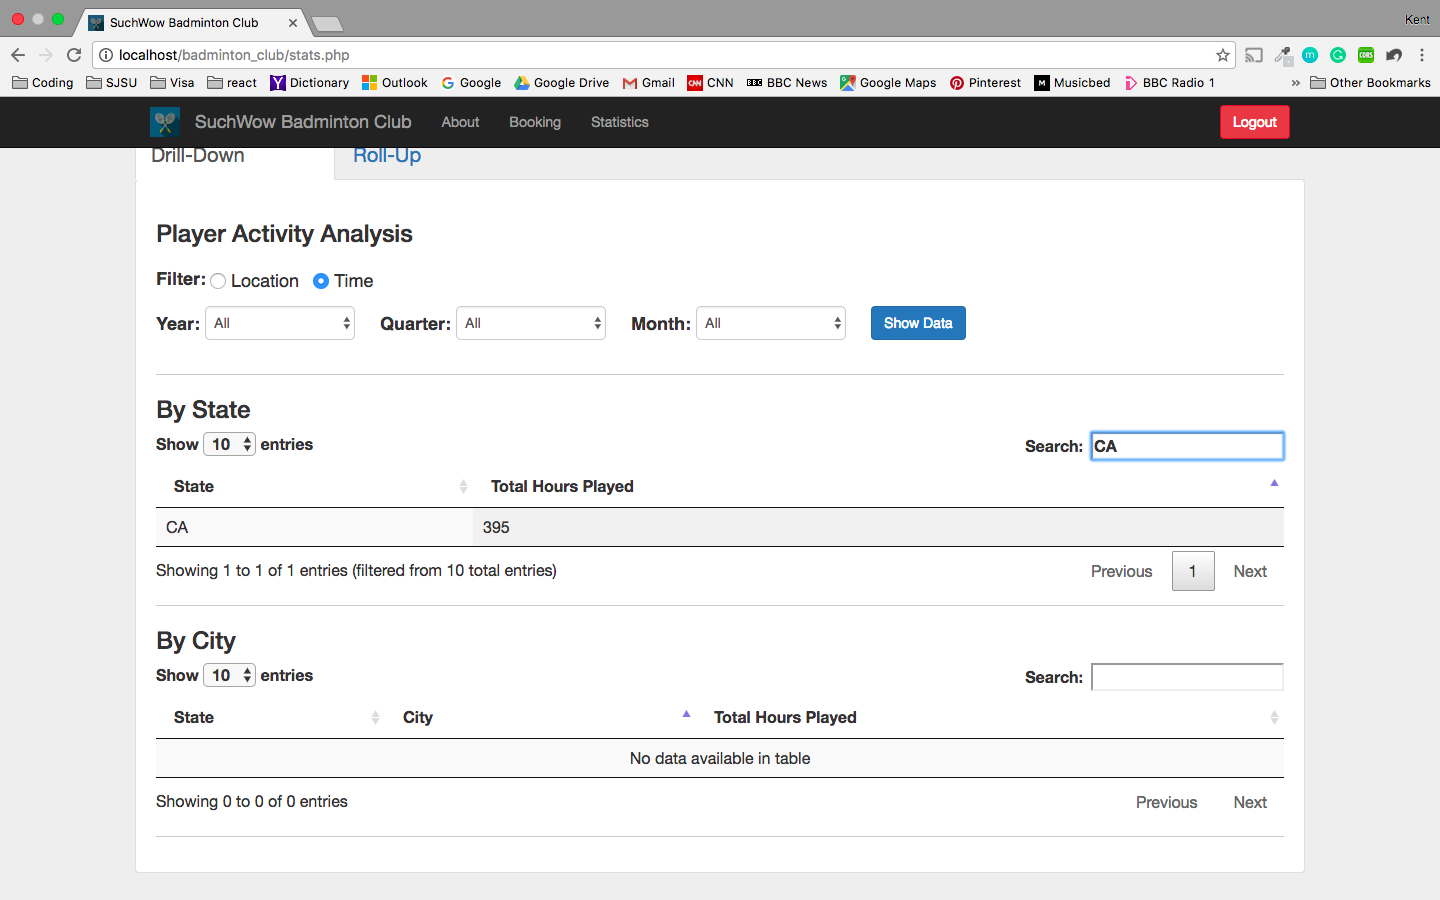 SuchWow Badminton Club
Kent
localhost/badminton_club/stats.php
m
G
CORS
Coding SJSU Visa react Dictionary Outlook Google Google Drive Gmail CNN BBC News Google Maps Pinterest Musicbed BBC Radio 1 » Other Bookmarks
SuchWow Badminton Club About Booking Statistics Logout
Drill-Down Roll-Up
Player Activity Analysis
Filter: Location Time
Year: All Quarter: All Month: All Show Data
By State
Show 10 entries Search: CA
State Total Hours Played
CA 395
Showing 1 to 1 of 1 entries (filtered from 10 total entries) Previous 1 Next
By City
Show 10 entries Search:
State City Total Hours Played
No data available in table
Showing 0 to 0 of 0 entries Previous Next